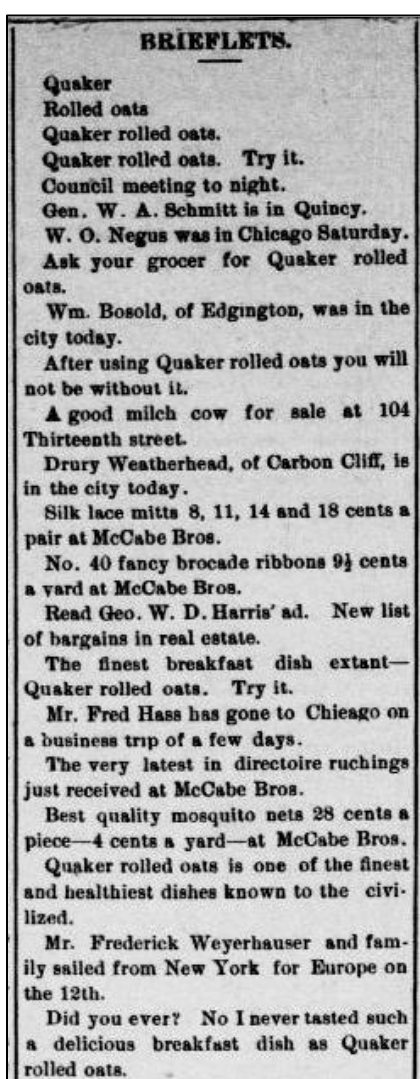 BRIEFLETS.
Quaker
Rolled oats
Quaker rolled oats.
Quaker rolled oats. Try it.
Council meeting to night.
Gen. W. A. Schmitt is in Quincy.
W. O. Negus was in Chicago Saturday.
Ask your grocer for Quaker rolled
oats.
Wm. Bosold, of Edgington, was in the
city today.
After using Quaker rolled oats you will
not be without it.
A good milch cow for sale at 104
Thirteenth street.
Drury Weatherhead, of Carbon Cliff, is
in the city today.
Silk lace mitts 8, 11, 14 and 18 cents a
pair at McCabe Bros.
No. 40 fancy brocade ribbons 9½ cents
a yard at McCabe Bros.
Read Geo. W. D. Harris' ad. New list
of bargains in real estate.
The finest breakfast dish extant—
Quaker rolled oats. Try it.
Mr. Fred Hass has gone to Chieago on
a business trip of a few days.
The very latest in directoire ruchings
just received at McCabe Bros.
Best quality mosquito nets 28 cents a
piece—4 cents a yard—at McCabe Bros.
Quaker rolled oats is one of the finest
and healthiest dishes known to the civi-
lized.
Mr. Frederick Weyerhauser and fam-
ily sailed from New York for Europe on
the 12th.
Did you ever? No I never tasted such
a delicious breakfast dish as Quaker
rolled oats.